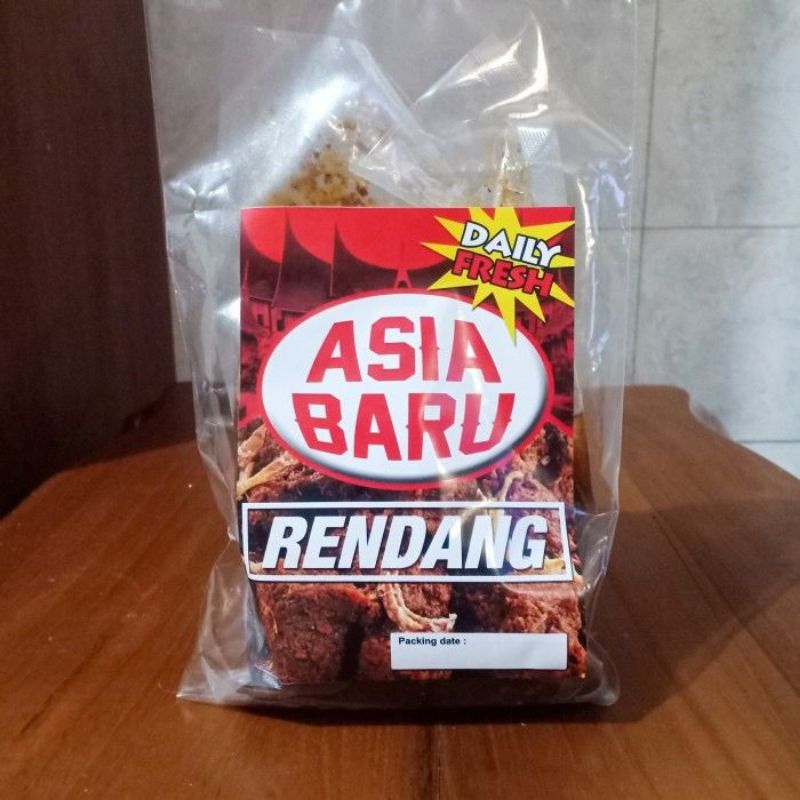 DAILY
FRESH
ASIA
BARU
RENDANG
Packing date :